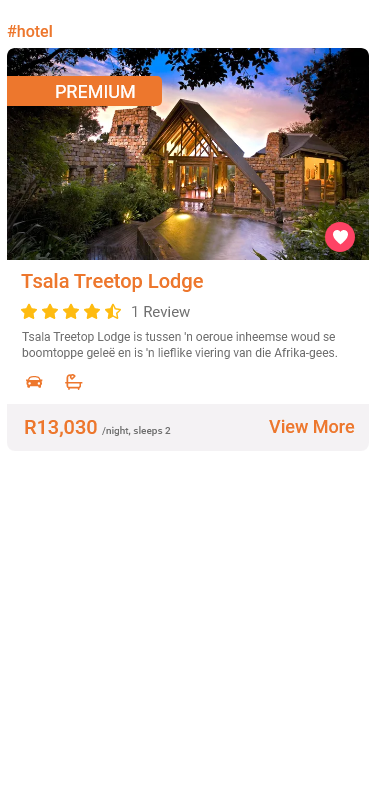 #hotel
PREMIUM
Tsala Treetop Lodge
1 Review
Tsala Treetop Lodge is tussen 'n oeroue inheemse woud se
boomtoppe geleë en is 'n lieflike viering van die Afrika-gees.
R13,030 /night, sleeps 2
View More